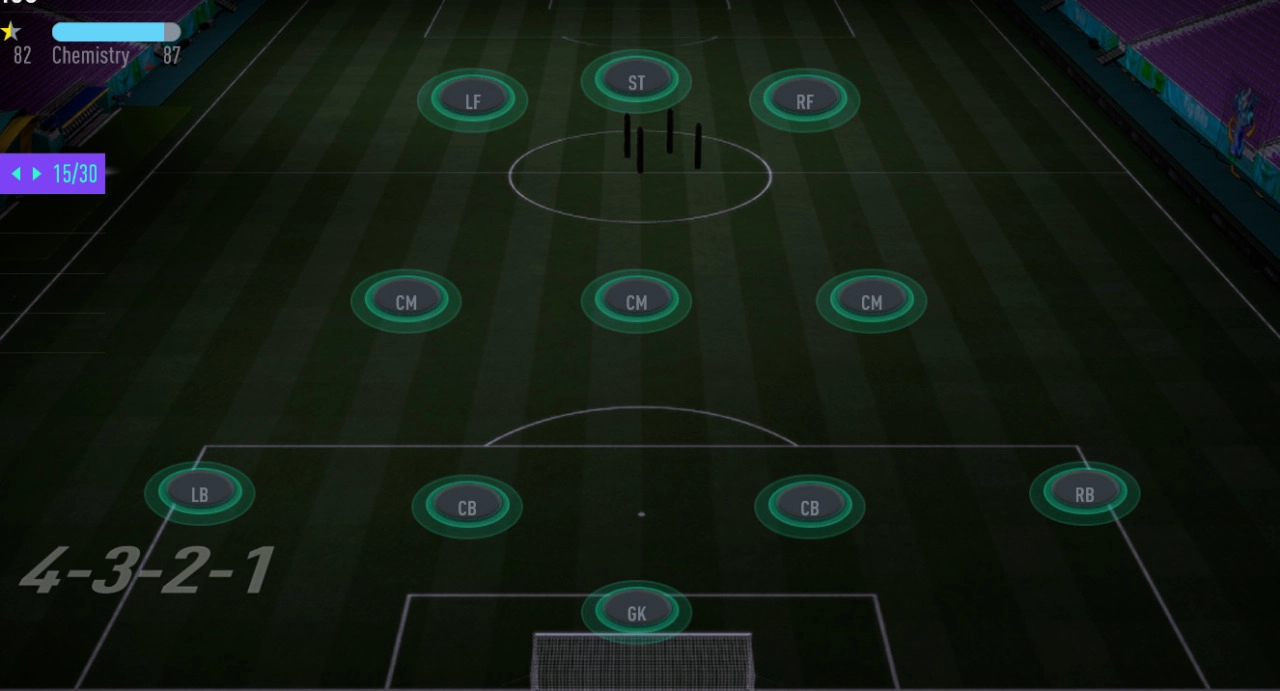 82 Chemistry 87
LF ST RF
15/30
CM CM CM
LB CB CB RB
4-3-2-1
GK